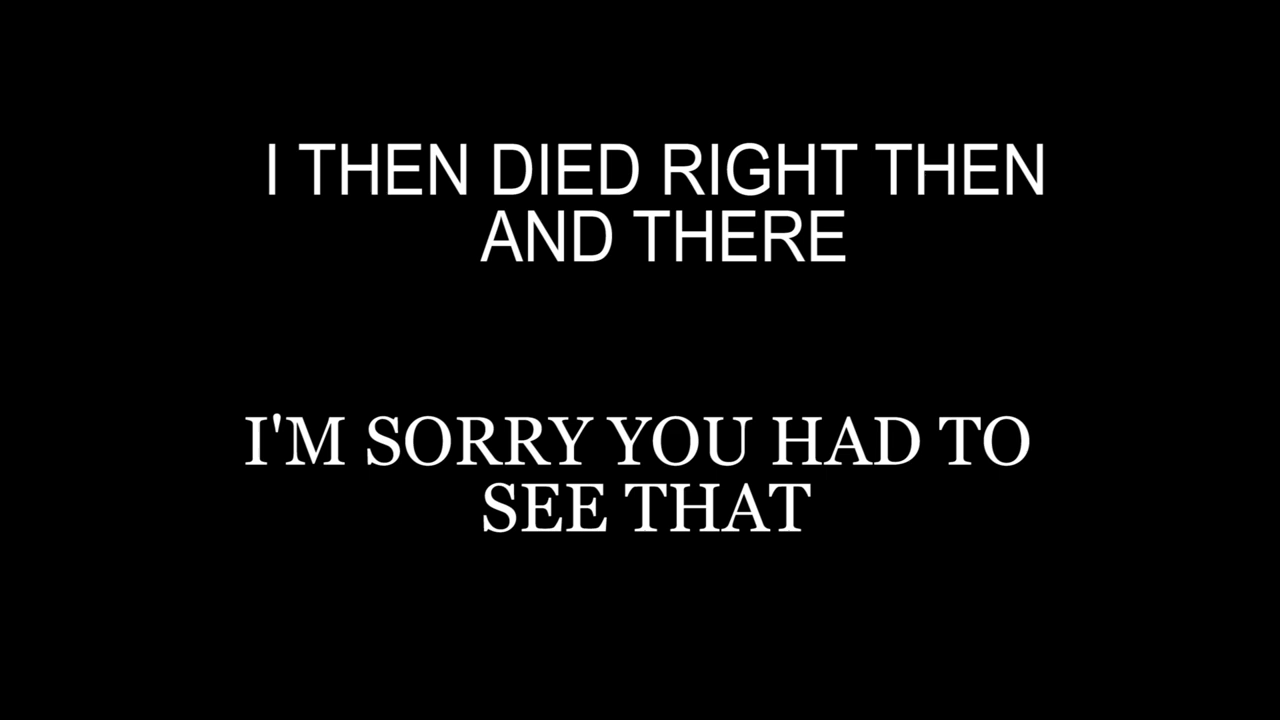 I THEN DIED RIGHT THEN
AND THERE
I'M SORRY YOU HAD TO
SEE THAT